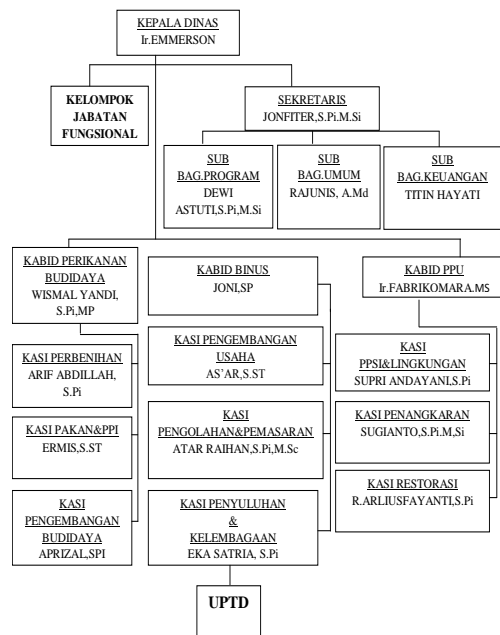 KEPALA DINAS
Ir.EMMERSON
KELOMPOK
JABATAN
FUNGSIONAL
SEKRETARIS
JONFITER,S.Pi.M.Si
SUB
BAG.PROGRAM
DEWI
ASTUTI,S.Pi,M.Si
SUB
BAG.UMUM
RAJUNIS, A.Md
SUB
BAG.KEUANGAN
TITIN HAYATI
KABID PERIKANAN
BUDIDAYA
WISMAL YANDI,
S.Pi,MP
KABID BINUS
JONI,SP
KABID PPU
Ir.FABRIKOMARA.MS
KASI PERBENIHAN
ARIF ABDILLAH,
S.Pi
KASI PENGEMBANGAN
USAHA
AS'AR,S.ST
KASI
PPSI&LINGKUNGAN
SUPRI ANDAYANI,S.Pi
KASI PAKAN&PPI
ERMIS,S.ST
KASI
PENGOLAHAN&PEMASARAN
ATAR RAIHAN,S.Pi,M.Sc
KASI PENANGKARAN
SUGIANTO,S.Pi.M,Si
KASI
PENGEMBANGAN
BUDIDAYA
APRIZAL,SPI
KASI PENYULUHAN
&
KELEMBAGAAN
EKA SATRIA, S.Pi
KASI RESTORASI
R.ARLIUSFAYANTI,S.Pi
UPTD